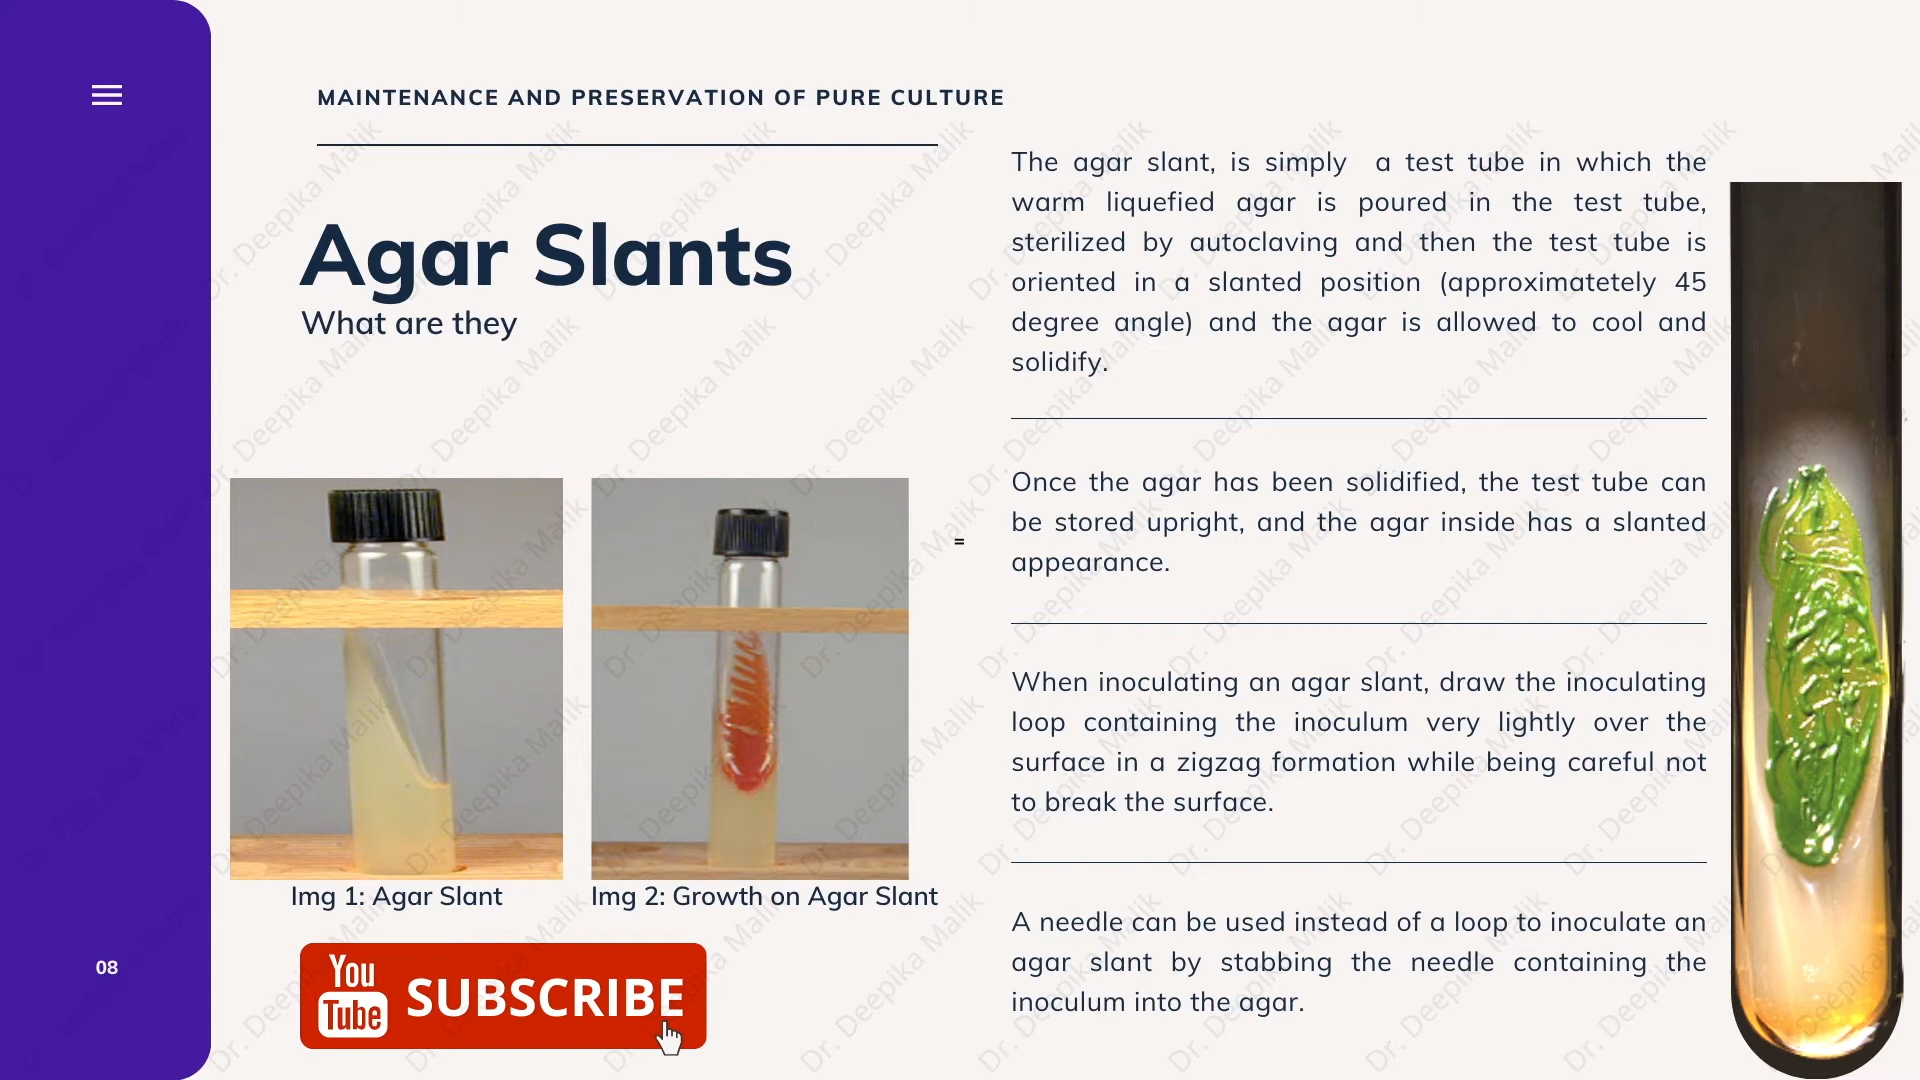 MAINTENANCE AND PRESERVATION OF PURE CULTURE
Agar Slants
What are they
Img 1: Agar Slant
Img 2: Growth on Agar Slant
You
Tube
SUBSCRIBE
08
=
The agar slant, is simply a test tube in which the
warm liquefied agar is poured in the test tube,
sterilized by autoclaving and then the test tube is
oriented in a slanted position (approximatetely 45
degree angle) and the agar is allowed to cool and
solidify.
Once the agar has been solidified, the test tube can
be stored upright, and the agar inside has a slanted
appearance.
When inoculating an agar slant, draw the inoculating
loop containing the inoculum very lightly over the
surface in a zigzag formation while being careful not
to break the surface.
A needle can be used instead of a loop to inoculate an
agar slant by stabbing the needle containing the
inoculum into the agar.
Dr. Deepika Malik